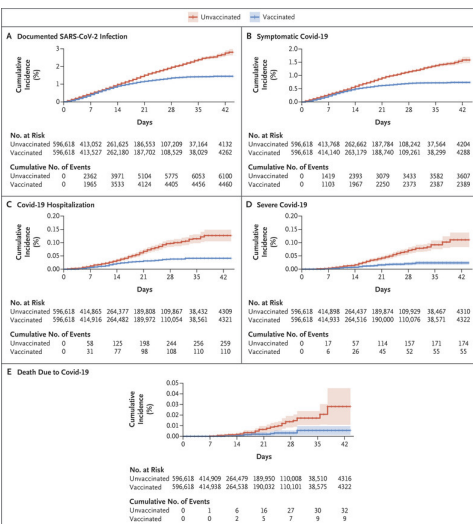 Unvaccinated Vaccinated
A Documented SARS-CoV-2 Infection
Cumulative Incidence (%)
3
2
1
0
0 7 14 21 28 35 42
Days
No. at Risk
Unvaccinated 596,618 413,052 261,625 186,553 107,209 37,164 4132
Vaccinated 596,618 413,527 262,180 187,702 108,529 38,029 4262
Cumulative No. of Events
Unvaccinated 0 2362 3971 5104 5775 6053 6100
Vaccinated 0 1965 3533 4124 4405 4456 4460
B Symptomatic Covid-19
Cumulative Incidence (%)
2.0
1.5
1.0
0.5
0.0
0 7 14 21 28 35 42
Days
No. at Risk
Unvaccinated 596,618 413,768 262,662 187,784 108,242 37,564 4204
Vaccinated 596,618 414,140 263,179 188,740 109,261 38,299 4288
Cumulative No. of Events
Unvaccinated 0 1419 2393 3079 3433 3582 3607
Vaccinated 0 1103 1967 2250 2373 2387 2389
C Covid-19 Hospitalization
Cumulative Incidence (%)
0.20
0.15
0.10
0.05
0.00
0 7 14 21 28 35 42
Days
No. at Risk
Unvaccinated 596,618 414,865 264,377 189,808 109,867 38,432 4309
Vaccinated 596,618 414,916 264,482 189,972 110,054 38,561 4321
Cumulative No. of Events
Unvaccinated 0 58 125 198 244 256 259
Vaccinated 0 31 77 98 108 110 110
D Severe Covid-19
Cumulative Incidence (%)
0.20
0.15
0.10
0.05
0.00
0 7 14 21 28 35 42
Days
No. at Risk
Unvaccinated 596,618 414,898 264,437 189,874 109,929 38,467 4310
Vaccinated 596,618 414,933 264,516 190,000 110,076 38,571 4322
Cumulative No. of Events
Unvaccinated 0 17 57 114 157 171 174
Vaccinated 0 6 26 45 52 55 55
E Death Due to Covid-19
Cumulative Incidence (%)
0.05
0.04
0.03
0.02
0.01
0.00
0 7 14 21 28 35 42
Days
No. at Risk
Unvaccinated 596,618 414,909 264,479 189,950 110,008 38,510 4316
Vaccinated 596,618 414,938 264,538 190,032 110,101 38,575 4322
Cumulative No. of Events
Unvaccinated 0 1 6 16 27 30 32
Vaccinated 0 0 2 5 7 9 9